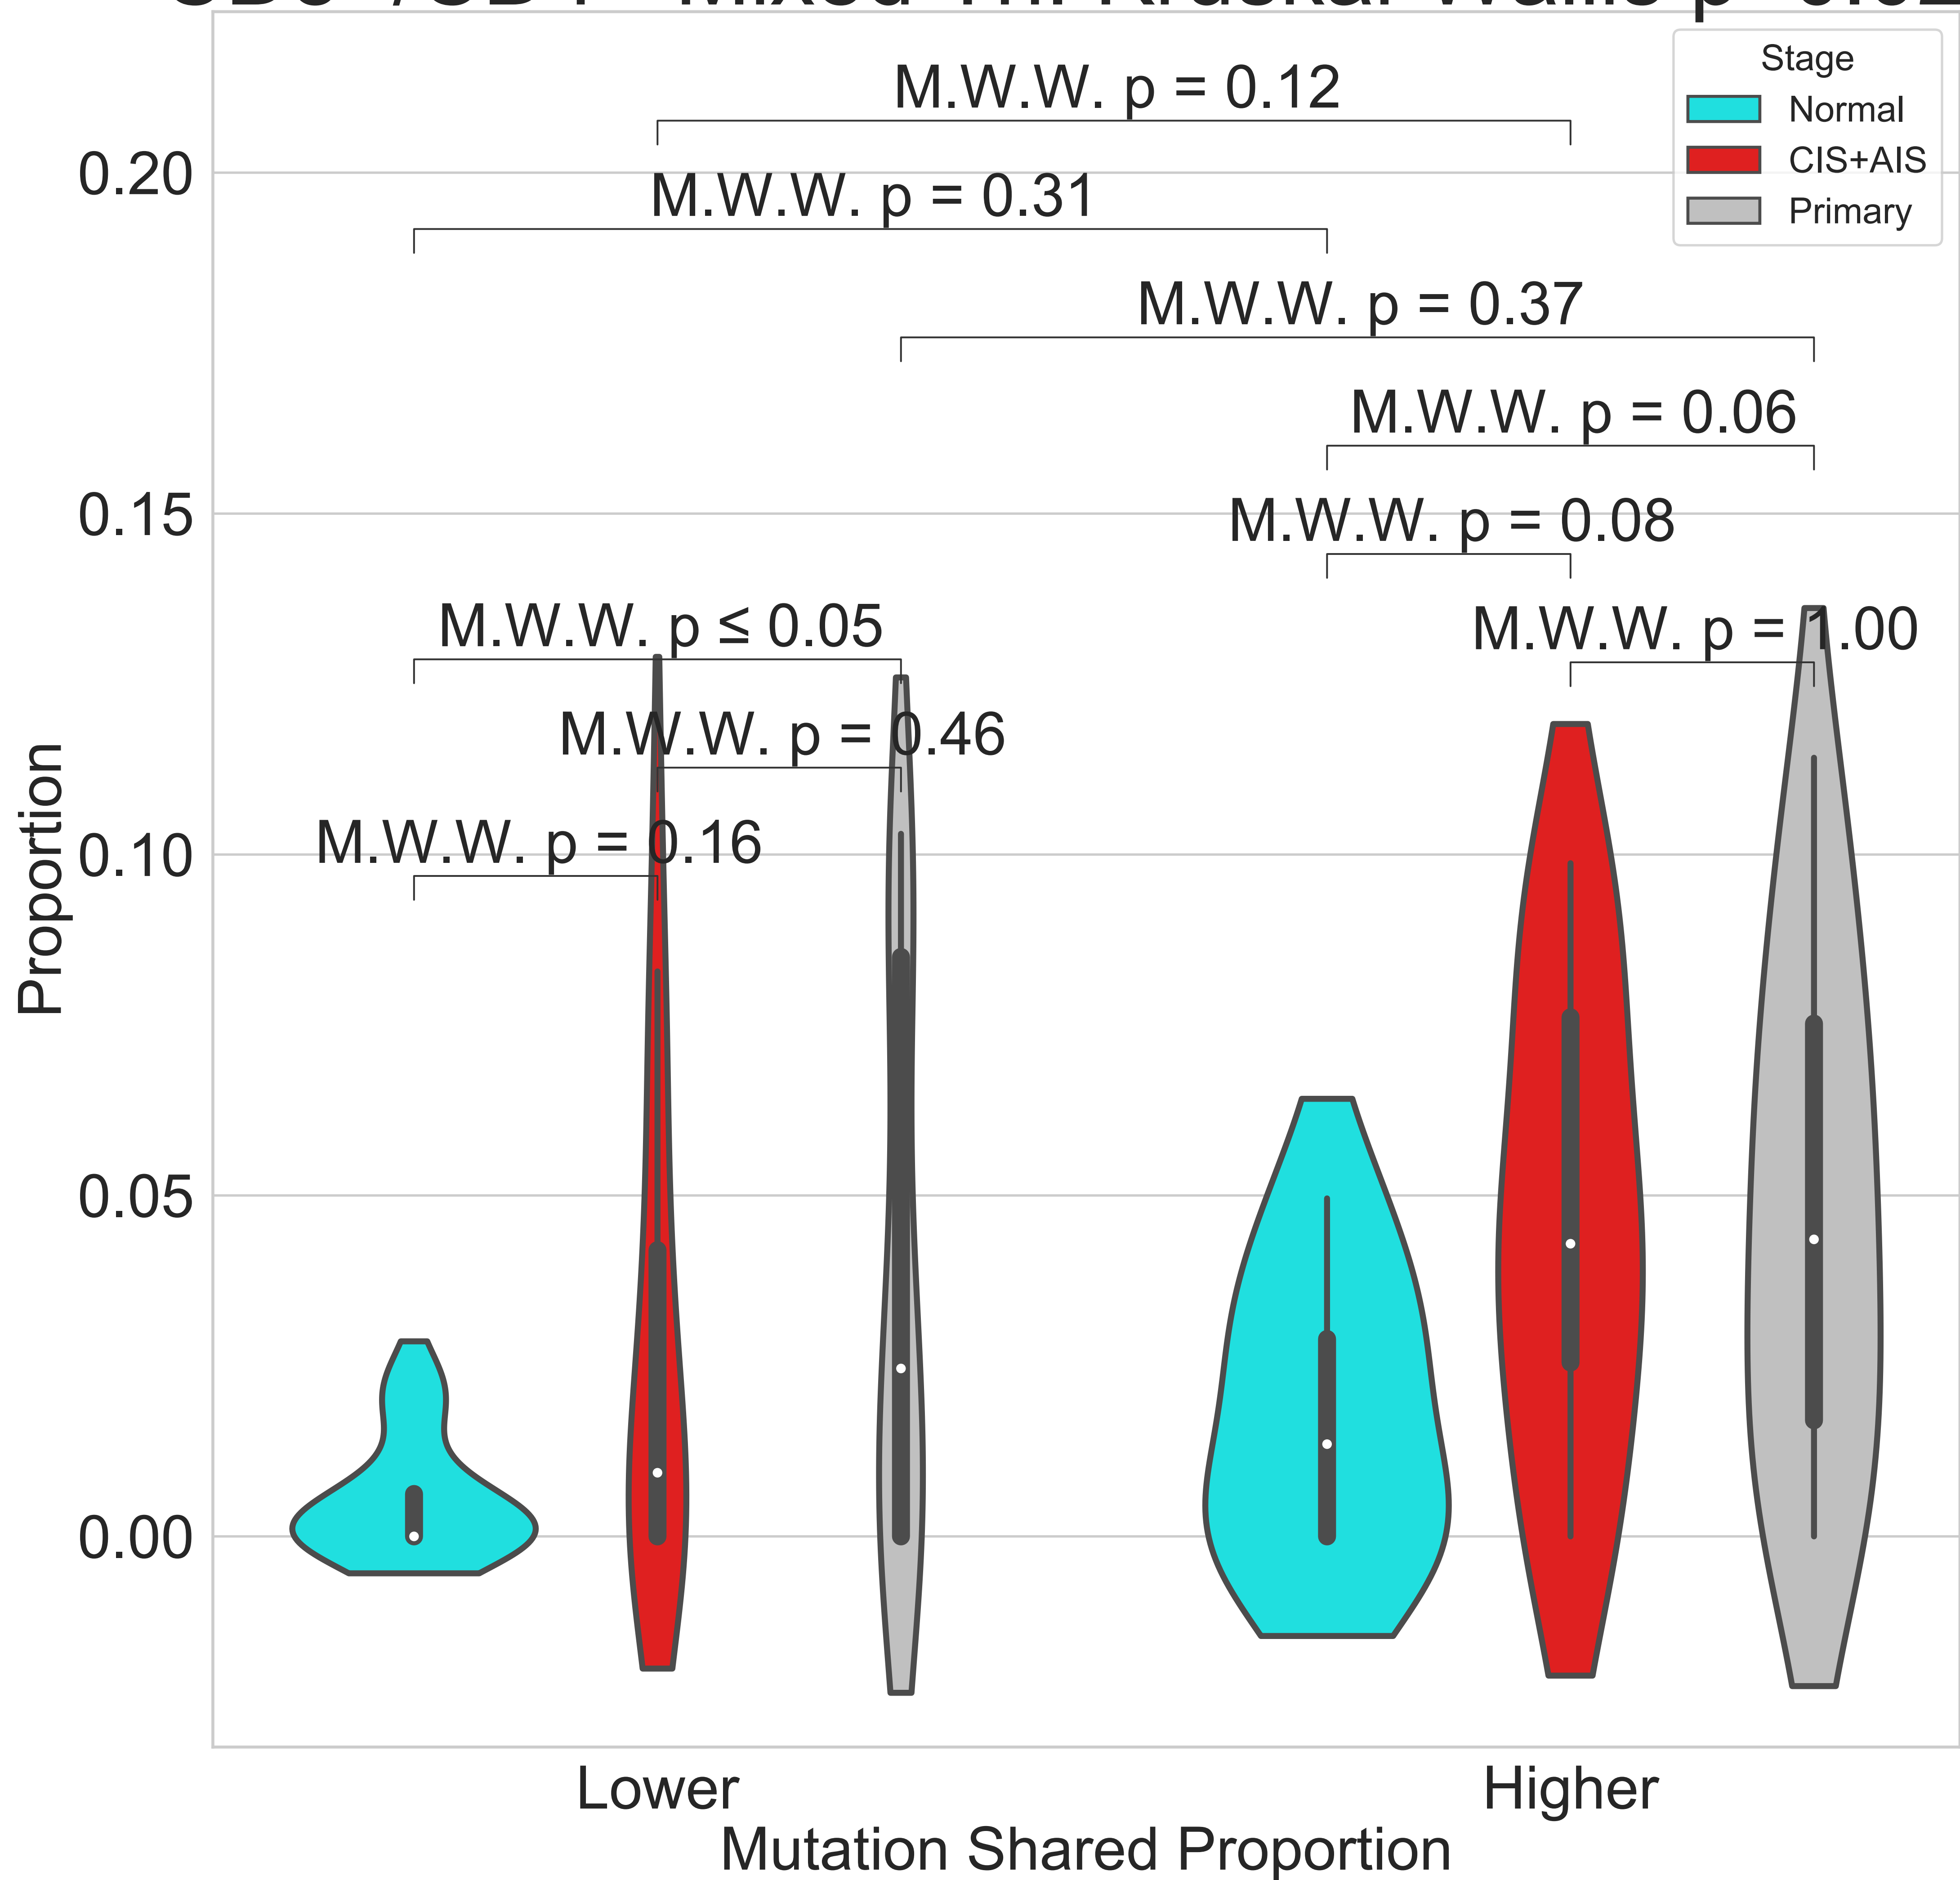 Stage
Normal
CIS+AIS
Primary
M.W.W. p = 0.12
M.W.W. p = 0.31
M.W.W. p = 0.37
M.W.W. p = 0.06
M.W.W. p = 0.08
M.W.W. p ≤ 0.05
M.W.W. p = 1.00
M.W.W. p = 0.46
M.W.W. p = 0.16
0.20
0.15
0.10
0.05
0.00
Proportion
Lower
Higher
Mutation Shared Proportion